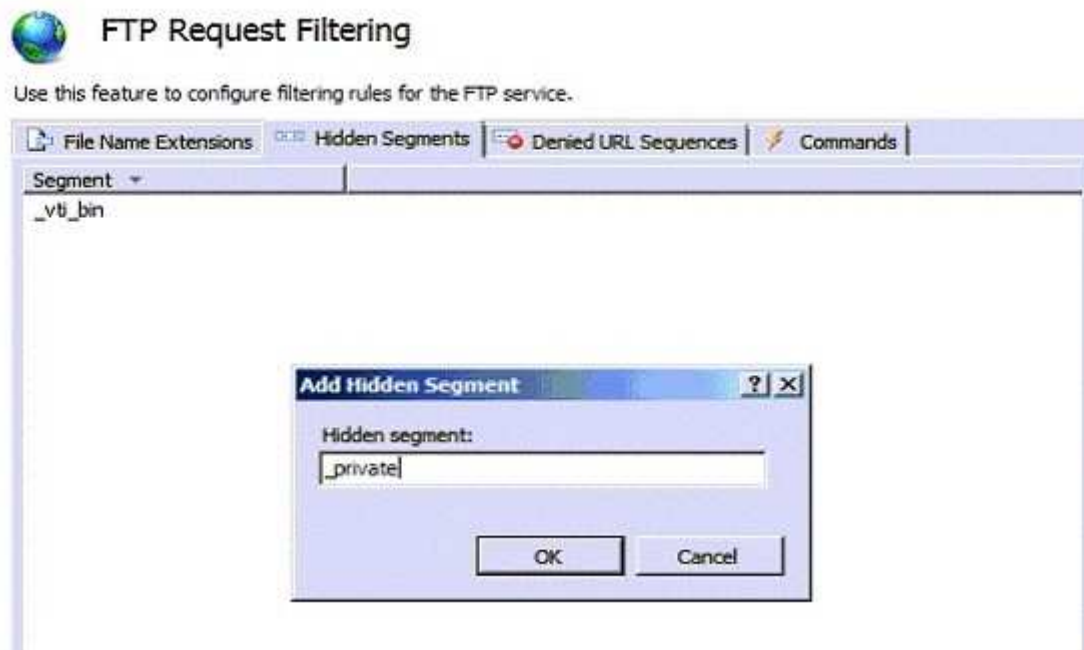 FTP Request Filtering
Use this feature to configure filtering rules for the FTP service.
File Name Extensions Hidden Segments Denied URL Sequences Commands
Segment
_vti_bin
Add Hidden Segment
Hidden segment:
_private
OK Cancel